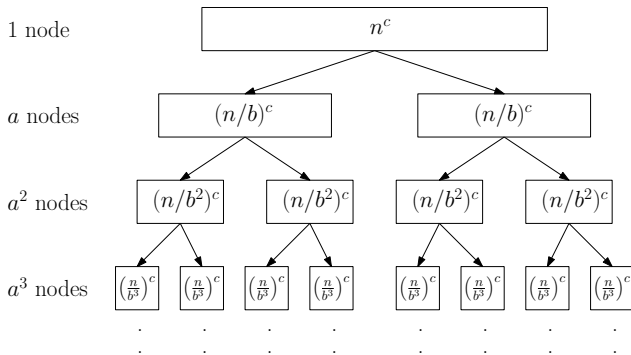 1 node n^c
a nodes (n/b)^c (n/b)^c
a^2 nodes (n/b^2)^c (n/b^2)^c (n/b^2)^c (n/b^2)^c
a^3 nodes (n/b^3)^c (n/b^3)^c (n/b^3)^c (n/b^3)^c (n/b^3)^c (n/b^3)^c (n/b^3)^c (n/b^3)^c
. . . . . . . .
. . . . . . . .